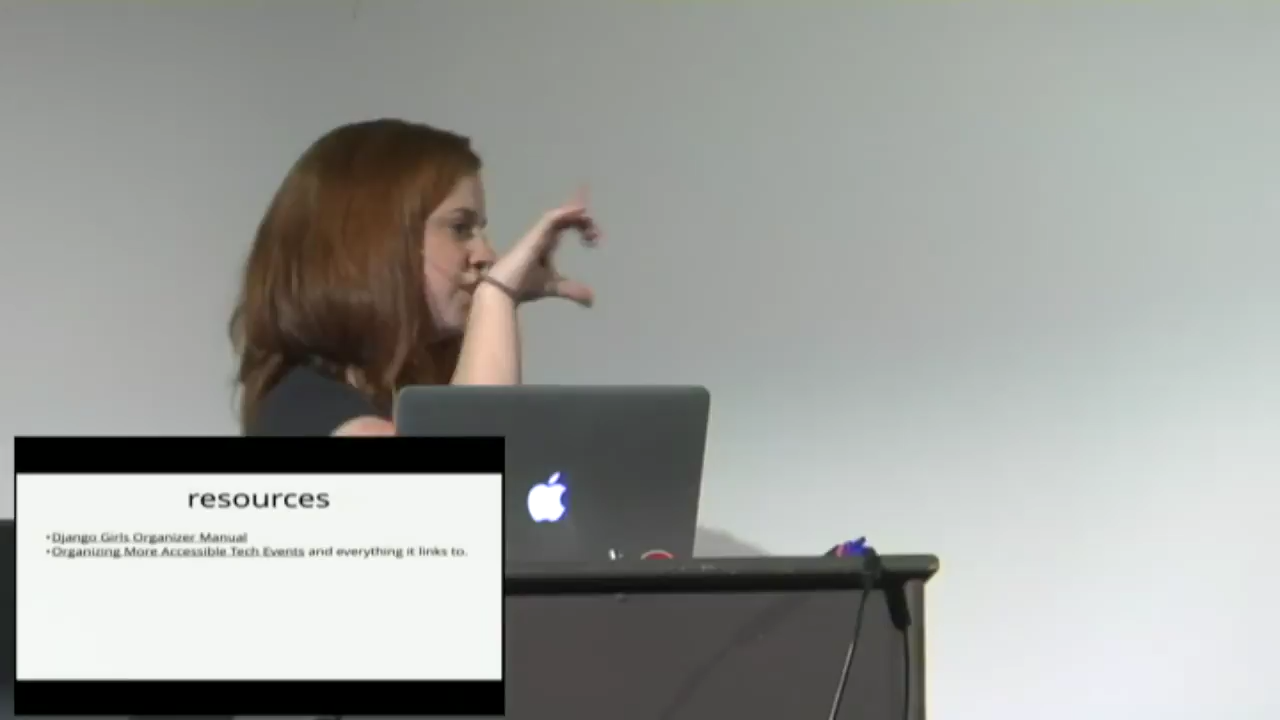 resources
•Django Girls Organizer Manual
•Organizing More Accessible Tech Events and everything it links to.